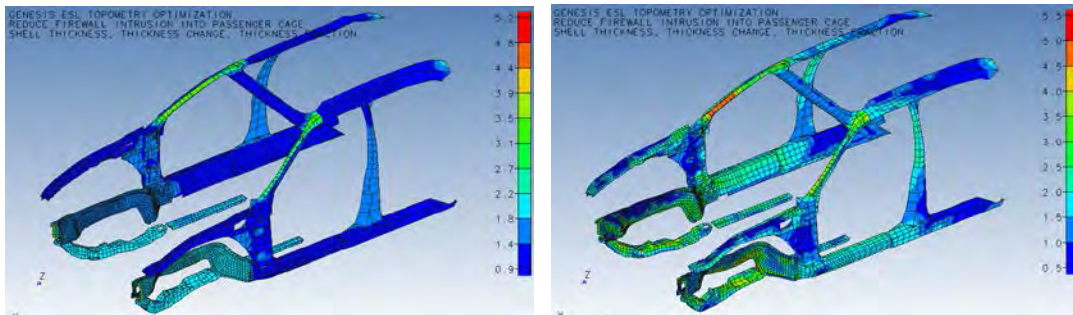 GENESIS ESL TOPOMETRY OPTIMIZATION
REDUCE FIREWALL INTRUSION INTO PASSENGER CAGE
SHELL THICKNESS, THICKNESS CHANGE, THICKNESS FRACTION
5.2
4.8
4.4
3.9
3.5
3.1
2.7
2.2
1.8
1.4
0.9
Z
GENESIS ESL TOPOMETRY OPTIMIZATION
REDUCE FIREWALL INTRUSION INTO PASSENGER CAGE
SHELL THICKNESS, THICKNESS CHANGE, THICKNESS FRACTION
5.5
5.0
4.5
4.0
3.5
3.0
2.5
2.0
1.5
1.0
0.5
Z